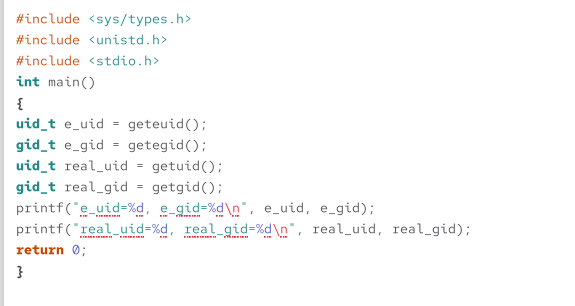 #include <sys/types.h>
#include <unistd.h>
#include <stdio.h>
int main()
{
uid_t e_uid = geteuid();
gid_t e_gid = getegid();
uid_t real_uid = getuid();
gid_t real_gid = getgid();
printf("e_uid=%d, e_gid=%d\n", e_uid, e_gid);
printf("real_uid=%d, real_gid=%d\n", real_uid, real_gid);
return 0;
}